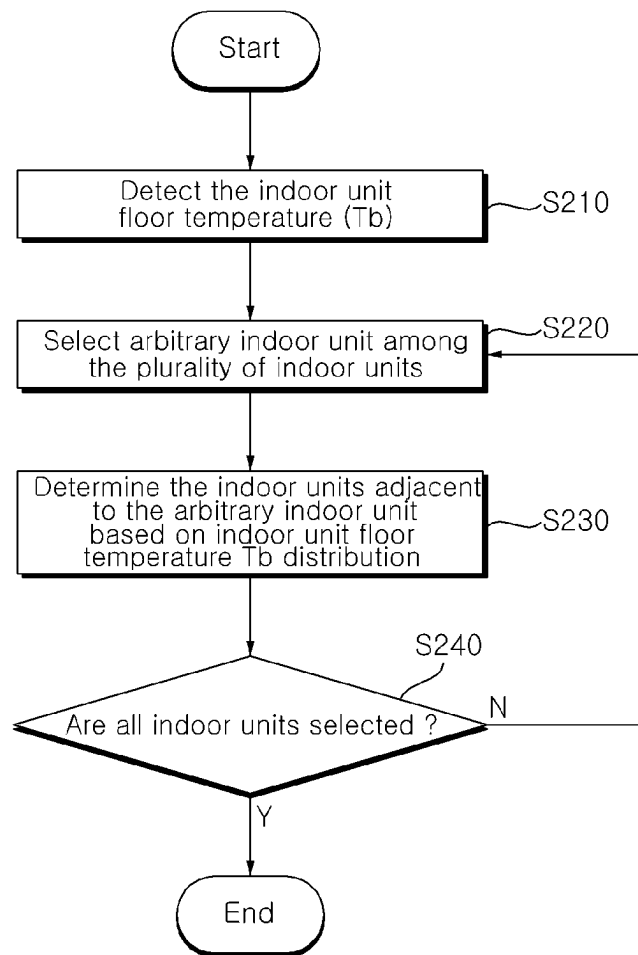 Start
Detect the indoor unit
floor temperature (Tb)
S210
Select arbitrary indoor unit among
the plurality of indoor units
S220
Determine the indoor units adjacent
to the arbitrary indoor unit
based on indoor unit floor
temperature Tb distribution
S230
S240
Are all indoor units selected ?
N
Y
End